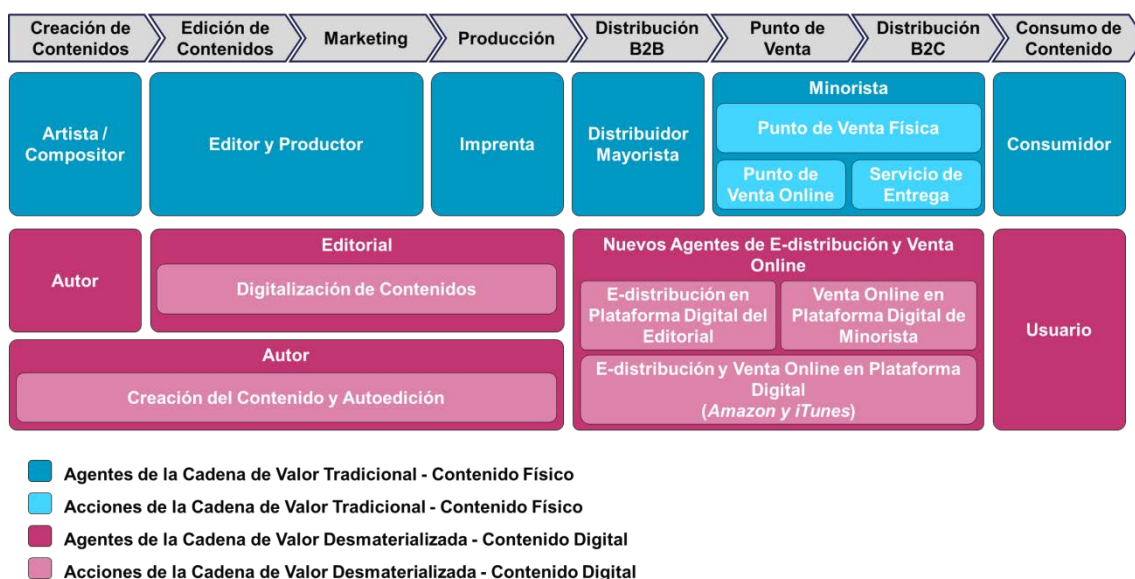 Creación de
Contenidos
Edición de
Contenidos
Marketing
Producción
Distribución
B2B
Punto de
Venta
Distribución
B2C
Consumo de
Contenido
Artista /
Compositor
Editor y Productor
Imprenta
Distribuidor
Mayorista
Minorista
Punto de Venta Física
Punto de
Venta Online
Servicio de
Entrega
Consumidor
Autor
Editorial
Digitalización de Contenidos
Autor
Creación del Contenido y Autoedición
Nuevos Agentes de E-distribución y Venta
Online
E-distribución en
Plataforma Digital del
Editorial
Venta Online en
Plataforma Digital de
Minorista
E-distribución y Venta Online en Plataforma
Digital
(Amazon y iTunes)
Usuario
Agentes de la Cadena de Valor Tradicional - Contenido Físico
Acciones de la Cadena de Valor Tradicional - Contenido Físico
Agentes de la Cadena de Valor Desmaterializada - Contenido Digital
Acciones de la Cadena de Valor Desmaterializada - Contenido Digital